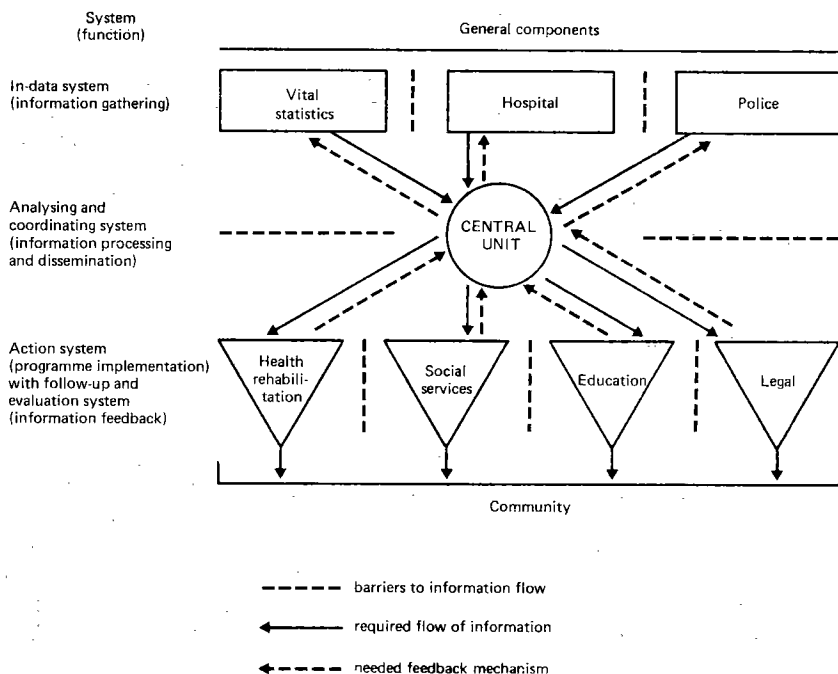 System
(function)
General components
In-data system
(information gathering)
Vital
statistics
Hospital
Police
Analysing and
coordinating system
(information processing
and dissemination)
CENTRAL
UNIT
Action system
(programme implementation)
with follow-up and
evaluation system
(information feedback)
Health
rehabili-
tation
Social
services
Education
Legal
Community
barriers to information flow
required flow of information
needed feedback mechanism